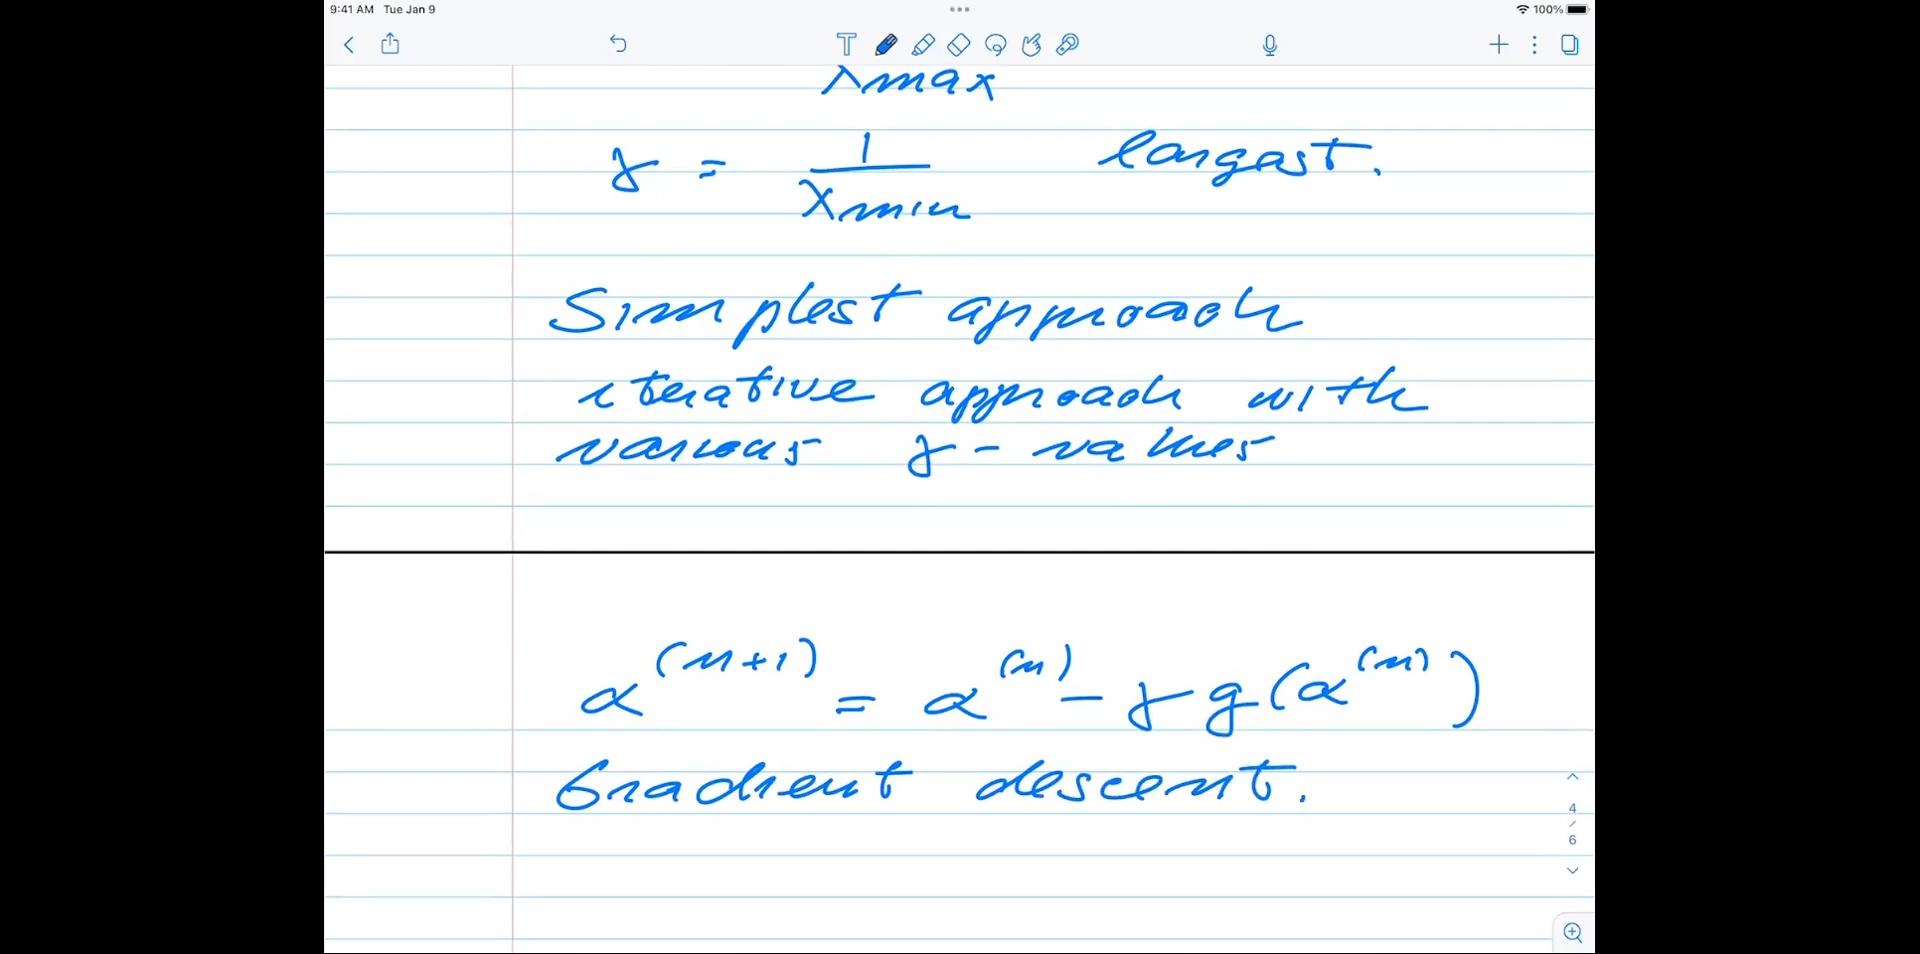 9:41 AM Tue Jan 9
100%
λmax
γ = 1/λmin largest.
Simplest approach
iterative approach with
various γ - values
α^(n+1) = α^(n) - γ g(α^(n))
Gradient descent.
4
/
6